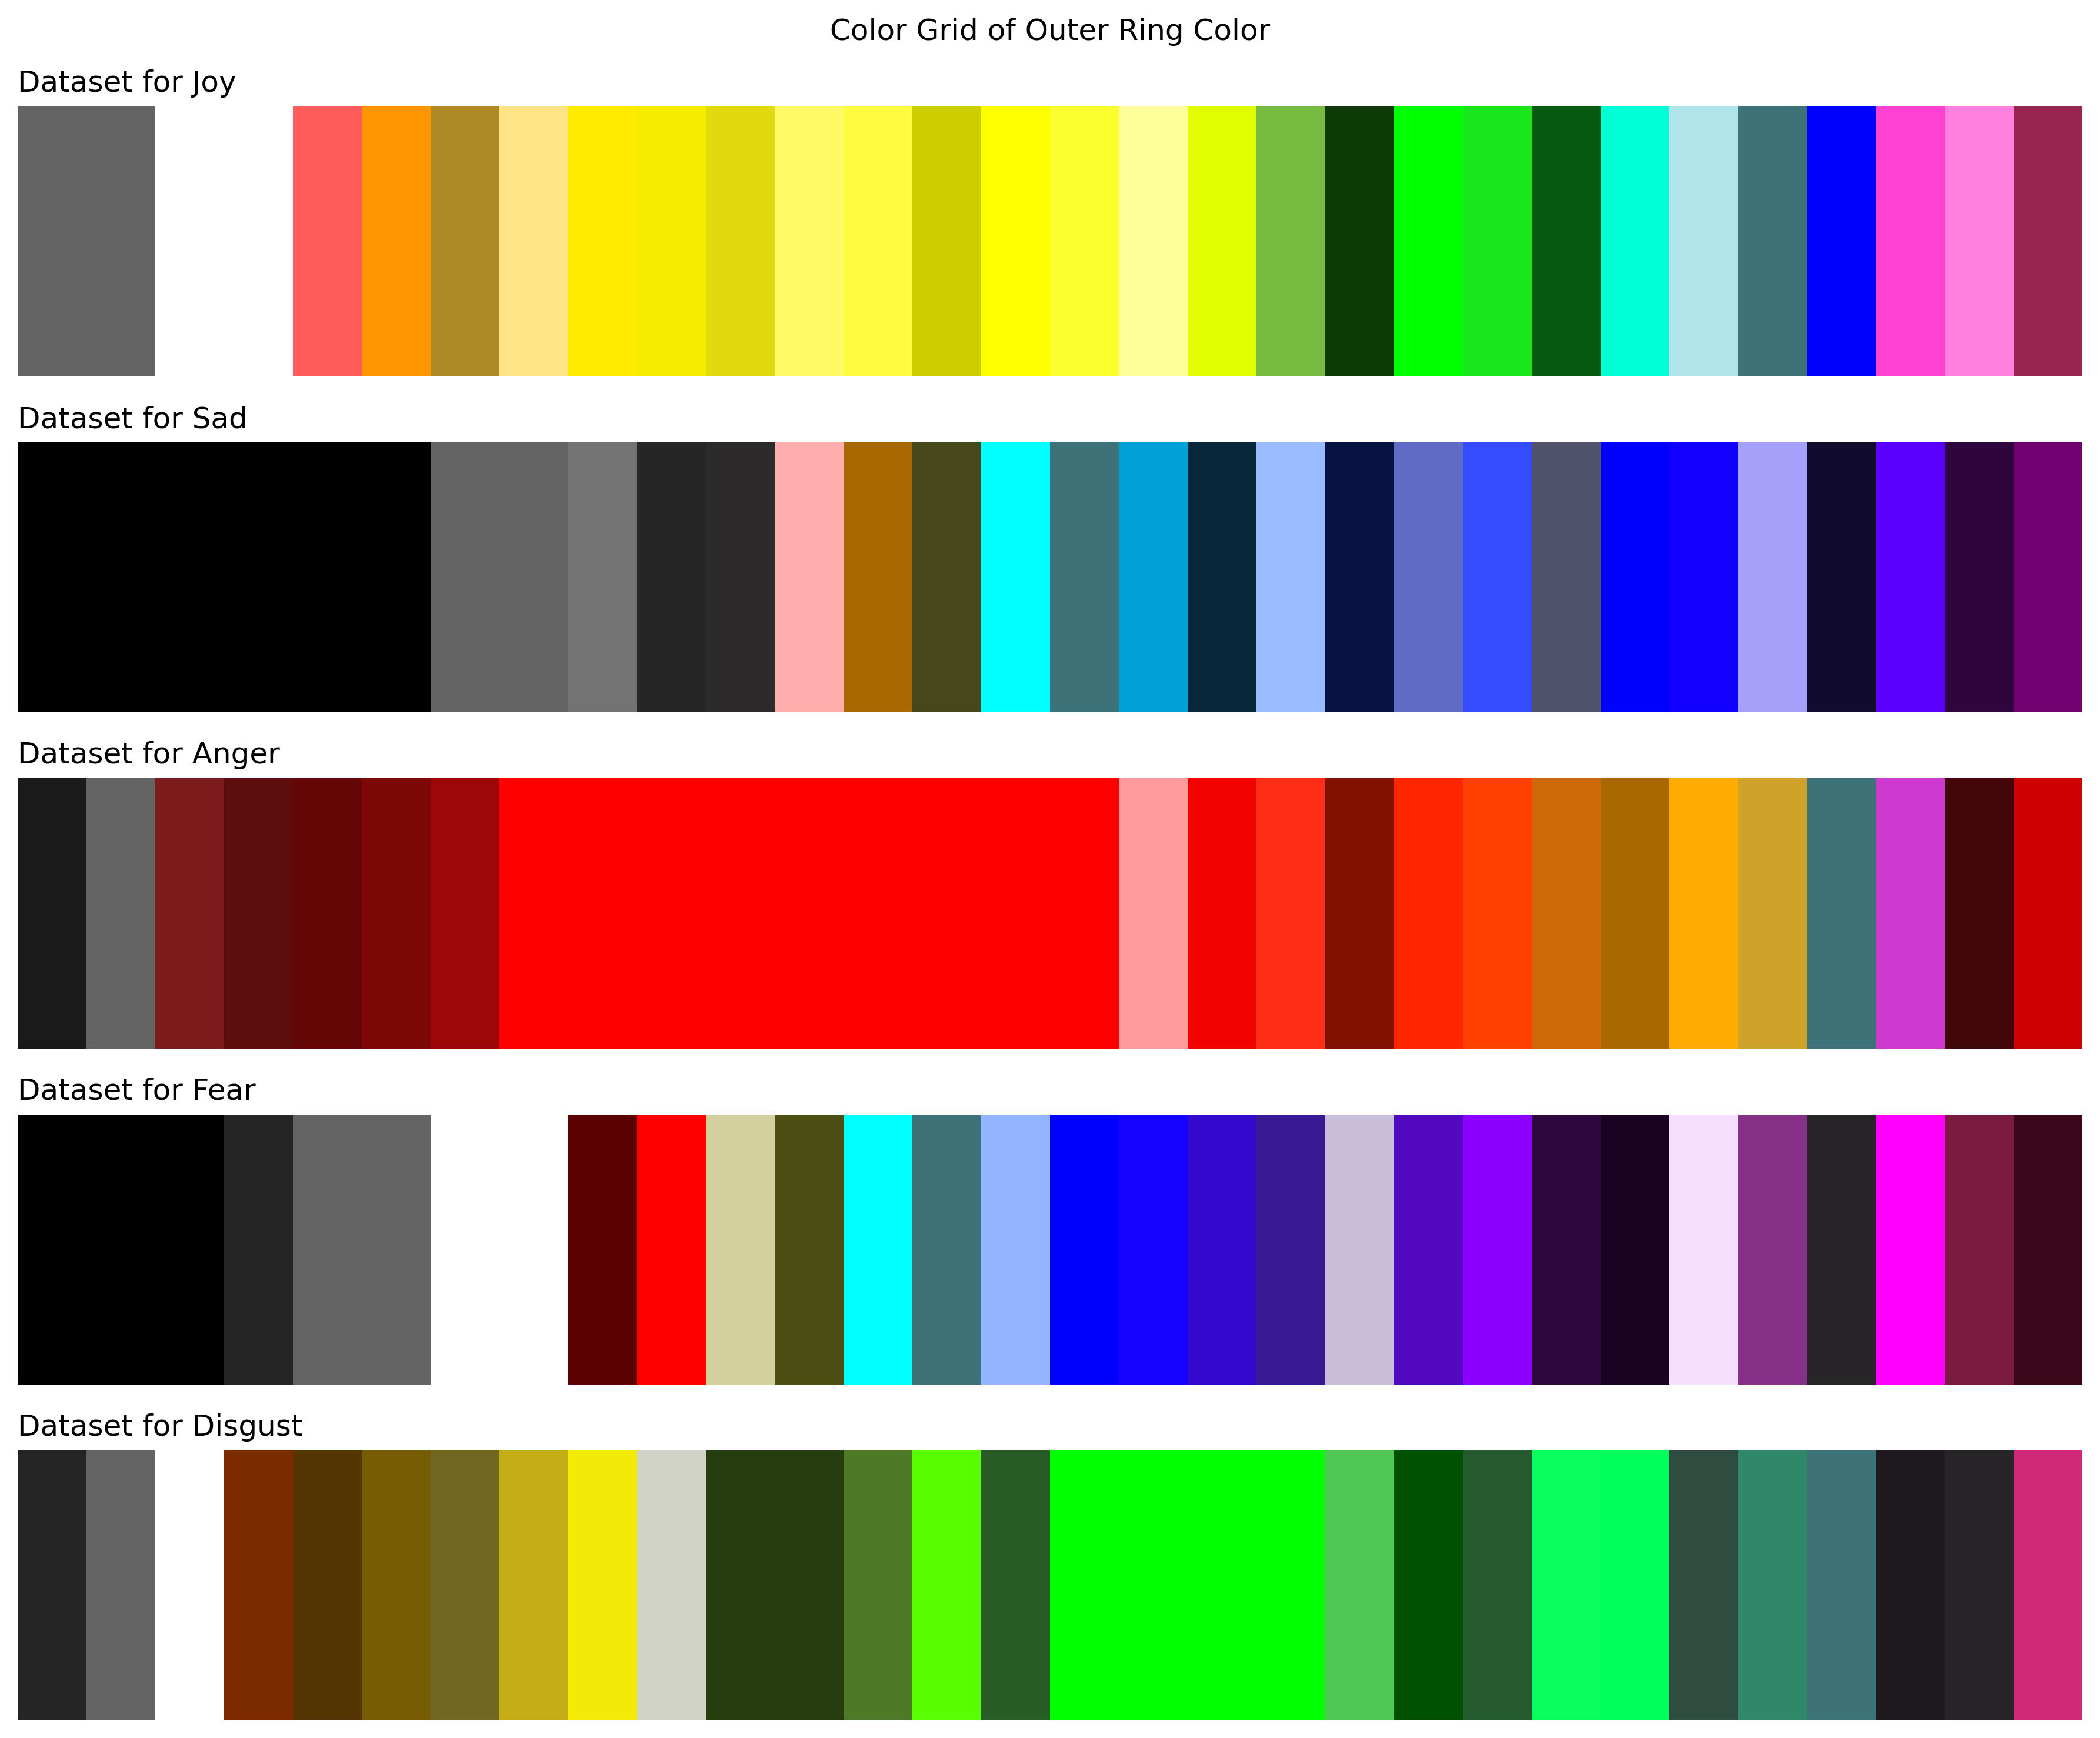 Color Grid of Outer Ring Color
Dataset for Joy
Dataset for Sad
Dataset for Anger
Dataset for Fear
Dataset for Disgust